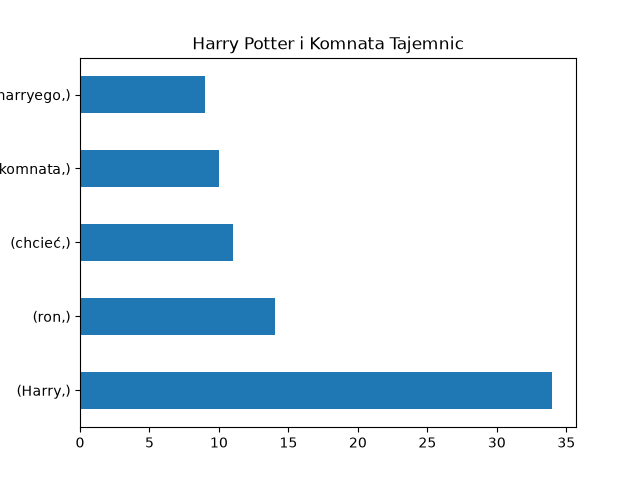 Harry Potter i Komnata Tajemnic
harryego,)
komnata,)
(chcieć,)
(ron,)
(Harry,)
0 5 10 15 20 25 30 35